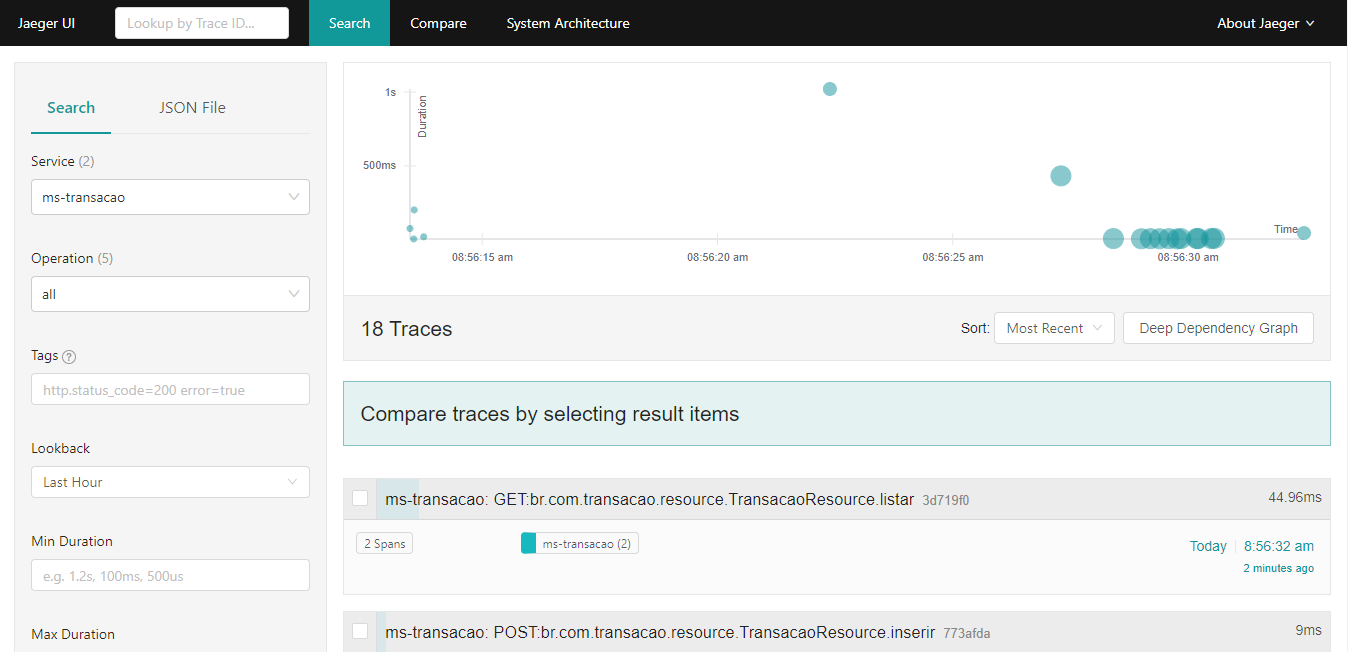 Jaeger UI
Lookup by Trace ID...
Search
Compare
System Architecture
About Jaeger
Search
JSON File
Service (2)
ms-transacao
Operation (5)
all
Tags ?
http.status_code=200 error=true
Lookback
Last Hour
Min Duration
e.g. 1.2s, 100ms, 500us
Max Duration
1s
Duration
500ms
Time
08:56:15 am
08:56:20 am
08:56:25 am
08:56:30 am
18 Traces
Sort: Most Recent
Deep Dependency Graph
Compare traces by selecting result items
ms-transacao: GET:br.com.transacao.resource.TransacaoResource.listar 3d719f0
44.96ms
2 Spans
ms-transacao (2)
Today 8:56:32 am
2 minutes ago
ms-transacao: POST:br.com.transacao.resource.TransacaoResource.inserir 773afda
9ms